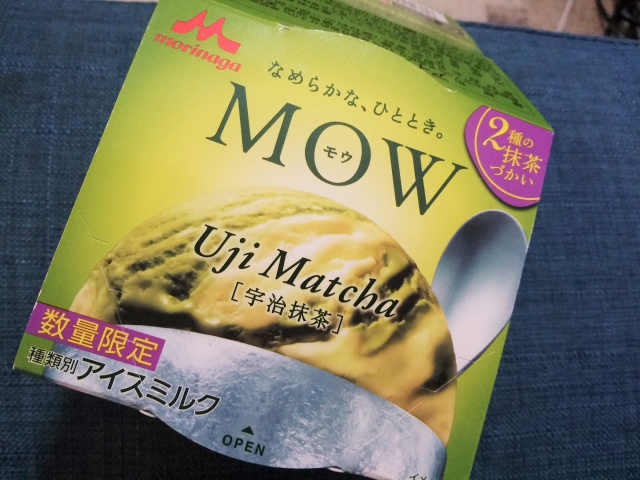 morinaga
なめらかな、ひととき。
MOW
モウ
2種の
抹茶
づかい
Uji Matcha
[宇治抹茶]
数量限定
種類別 アイスミルク
OPEN